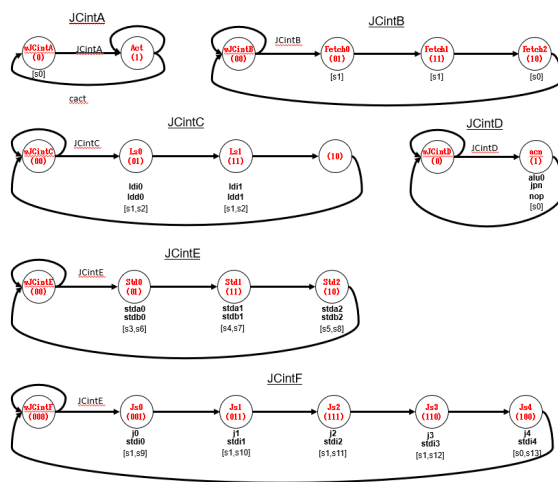 JCintA
wJCintA
(0)
[s0]
JCintA
Act
(1)
cact
JCintB
wJCintB
(00)
JCintB
Fetch0
(01)
[s1]
Fetch1
(11)
[s1]
Fetch2
(10)
[s0]
JCintC
wJCintC
(00)
JCintC
Ls0
(01)
ldi0
ldd0
[s1,s2]
Ls1
(11)
ldi1
ldd1
[s1,s2]
(10)
JCintD
wJCintD
(0)
JCintD
acn
(1)
alu0
jpn
nop
[s0]
JCintE
wJCintE
(00)
JCintE
Std0
(01)
stda0
stdb0
[s3,s6]
Std1
(11)
stda1
stdb1
[s4,s7]
Std2
(10)
stda2
stdb2
[s5,s8]
JCintF
wJCintF
(000)
JCintF
Js0
(001)
j0
stdi0
[s1,s9]
Js1
(011)
j1
stdi1
[s1,s10]
Js2
(111)
j2
stdi2
[s1,s11]
Js3
(110)
j3
stdi3
[s1,s12]
Js4
(100)
j4
stdi4
[s0,s13]